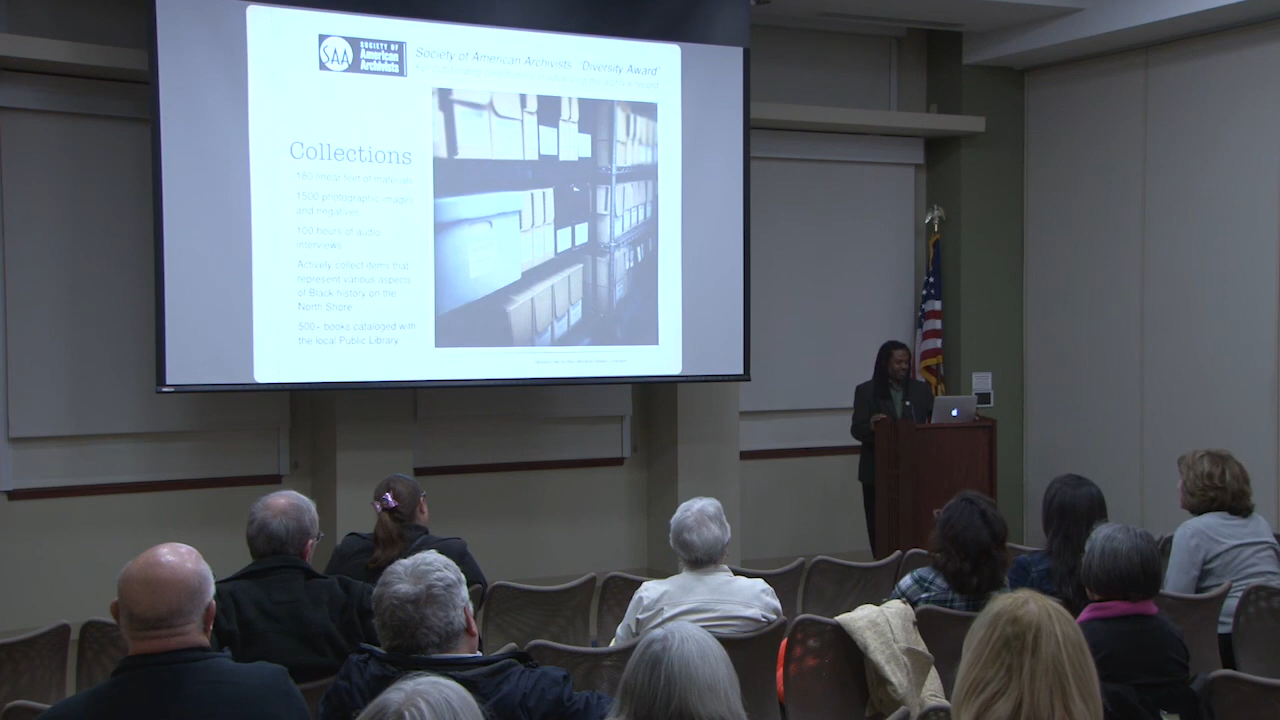 SAA
SOCIETY OF
American
Archivists
Society of American Archivists "Diversity Award"
Collections
180 linear feet of materials
1500 photographic images
and negatives
100 hours of audio
interviews
Actively collect items that
represent various aspects
of Black history on the
North Shore
500+ books cataloged with
the local Public Library